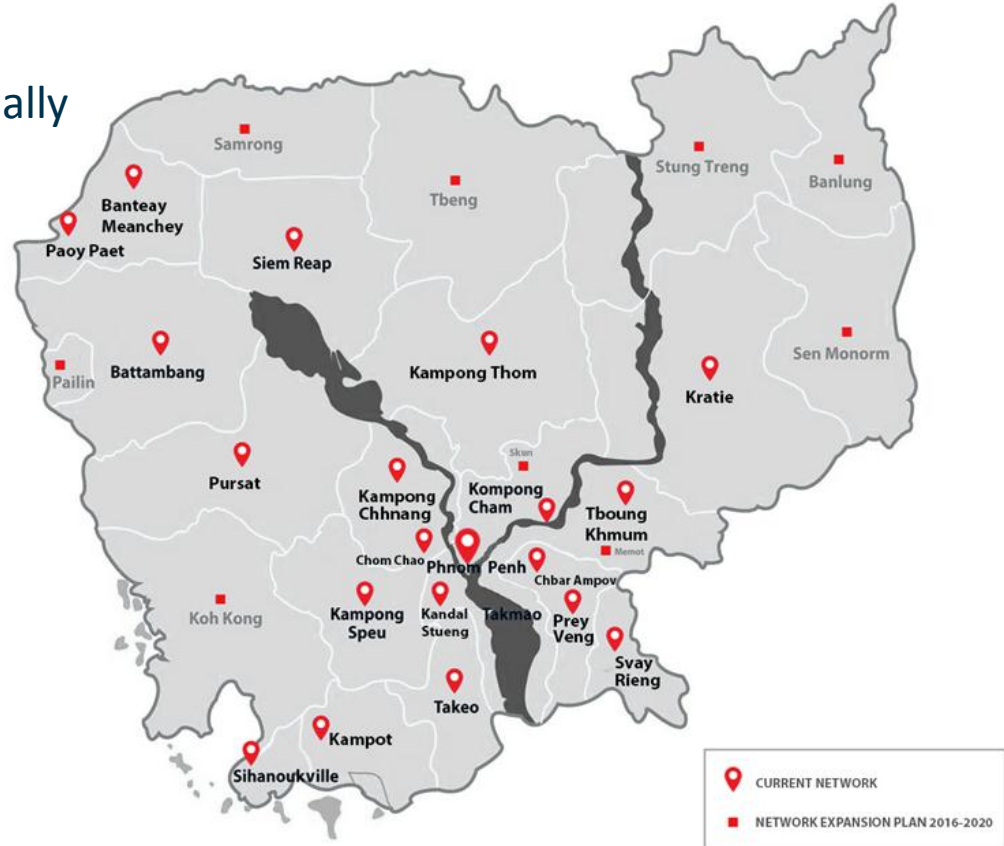 ally
Samrong
Stung Treng
Banlung
Tbeng
Banteay
Meanchey
Paoy Paet
Siem Reap
Sen Monorm
Pailin
Battambang
Kampong Thom
Kratie
Skun
Pursat
Kampong
Chhnang
Kompong
Cham
Tboung
Khmum
Memot
Chom Chao
Phnom Penh
Chbar Ampov
Koh Kong
Kampong
Speu
Kandal
Stueng
Takmao
Prey
Veng
Svay
Rieng
Takeo
Kampot
Sihanoukville
CURRENT NETWORK
NETWORK EXPANSION PLAN 2016-2020